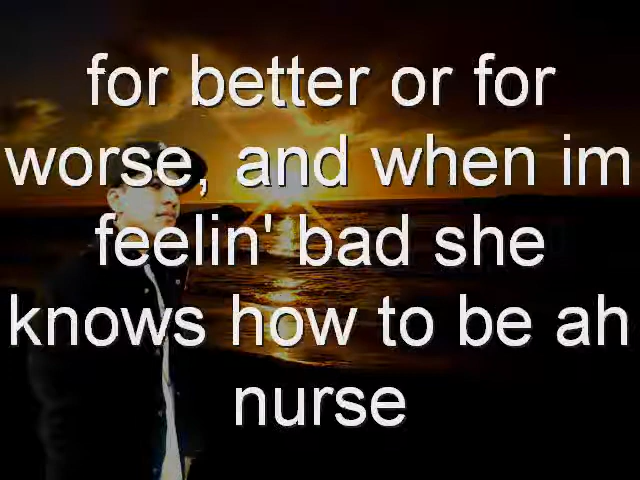 for better or for
worse, and when im
feelin' bad she
knows how to be ah
nurse